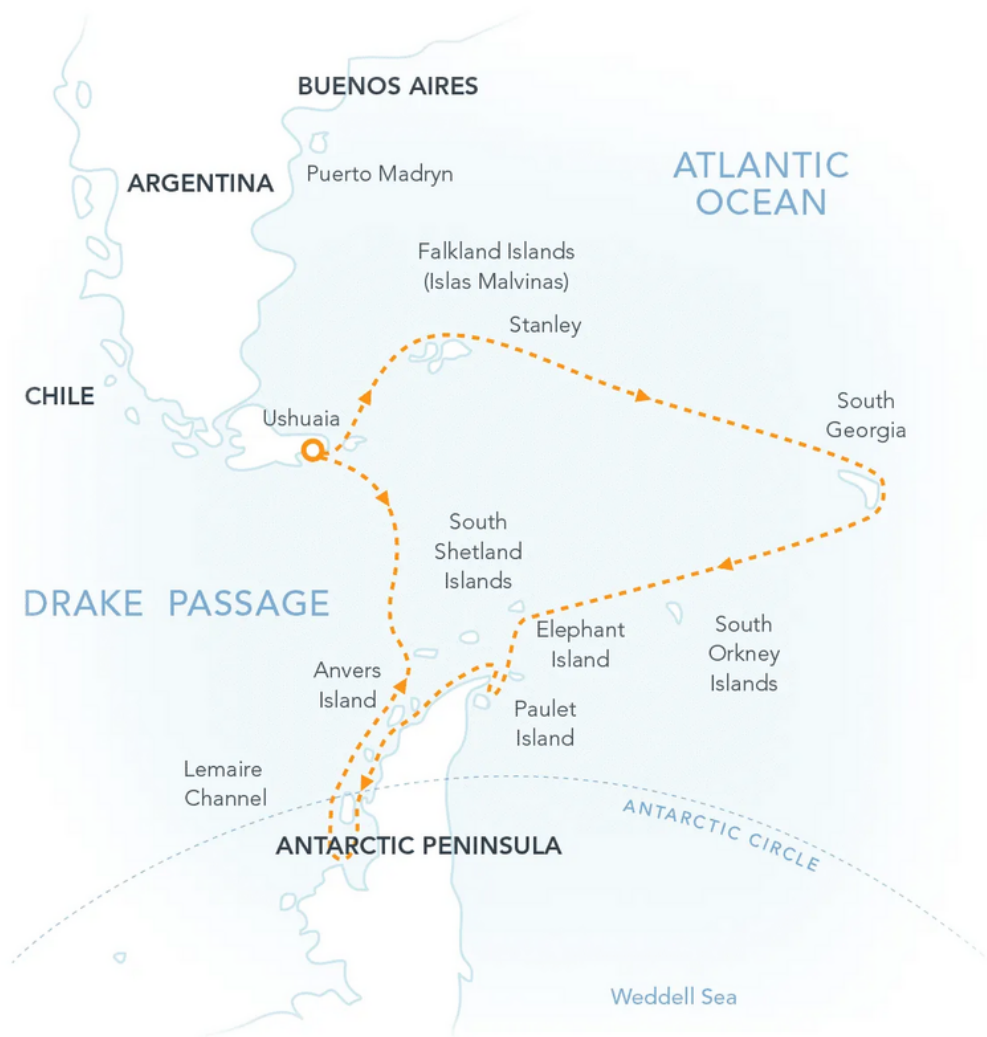 BUENOS AIRES
ATLANTIC
OCEAN
ARGENTINA
Puerto Madryn
Falkland Islands
(Islas Malvinas)
Stanley
CHILE
Ushuaia
South
Georgia
South
Shetland
Islands
DRAKE PASSAGE
Elephant
Island
South
Orkney
Islands
Anvers
Island
Paulet
Island
Lemaire
Channel
ANTARCTIC CIRCLE
ANTARCTIC PENINSULA
Weddell Sea